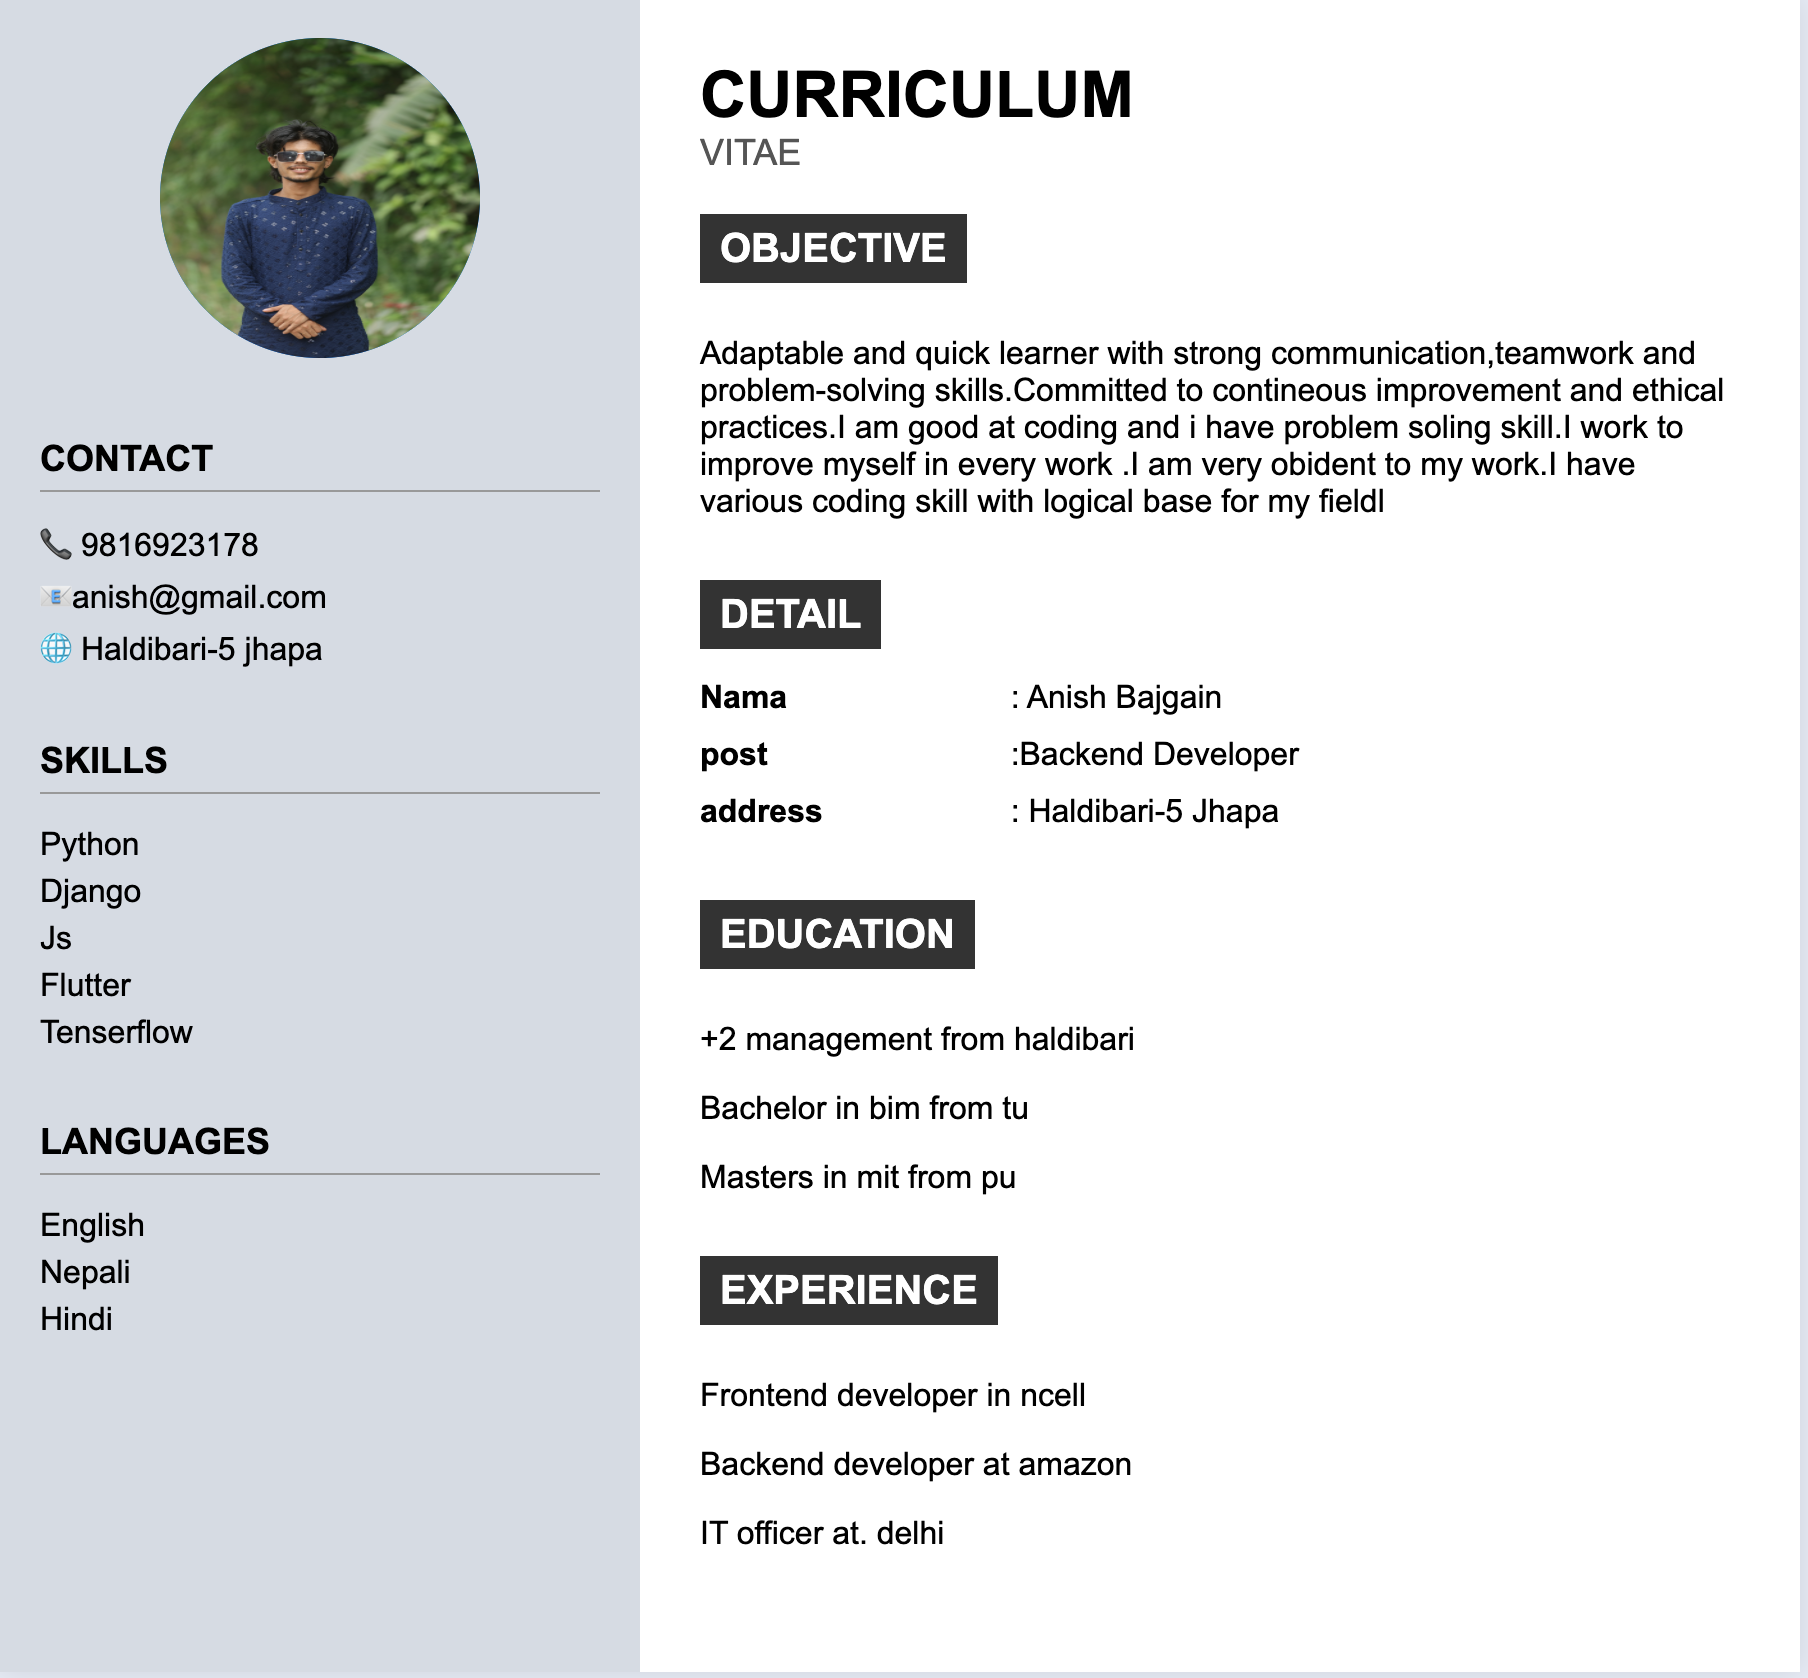 CONTACT
📞 9816923178
📧anish@gmail.com
🌐 Haldibari-5 jhapa
SKILLS
Python
Django
Js
Flutter
Tenserflow
LANGUAGES
English
Nepali
Hindi
CURRICULUM
VITAE
OBJECTIVE
Adaptable and quick learner with strong communication,teamwork and
problem-solving skills.Committed to contineous improvement and ethical
practices.I am good at coding and i have problem soling skill.I work to
improve myself in every work .I am very obident to my work.I have
various coding skill with logical base for my fieldl
DETAIL
Nama : Anish Bajgain
post :Backend Developer
address : Haldibari-5 Jhapa
EDUCATION
+2 management from haldibari
Bachelor in bim from tu
Masters in mit from pu
EXPERIENCE
Frontend developer in ncell
Backend developer at amazon
IT officer at. delhi